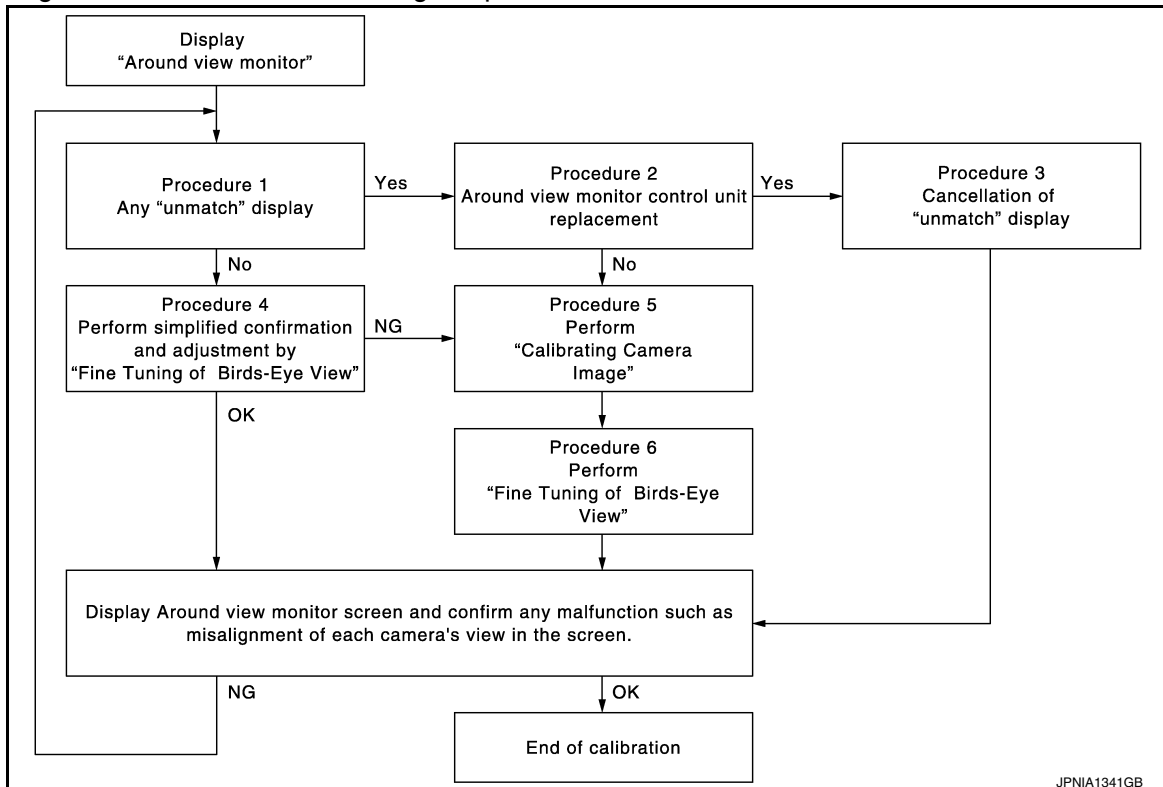 Display
“Around view monitor”
Procedure 1
Any “unmatch” display
Yes
Procedure 2
Around view monitor control unit
replacement
Yes
Procedure 3
Cancellation of
“unmatch” display
No
No
Procedure 4
Perform simplified confirmation
and adjustment by
“Fine Tuning of Birds-Eye View”
NG
Procedure 5
Perform
“Calibrating Camera
Image”
OK
Procedure 6
Perform
“Fine Tuning of Birds-Eye
View”
Display Around view monitor screen and confirm any malfunction such as
misalignment of each camera's view in the screen.
NG
OK
End of calibration
JPNIA1341GB